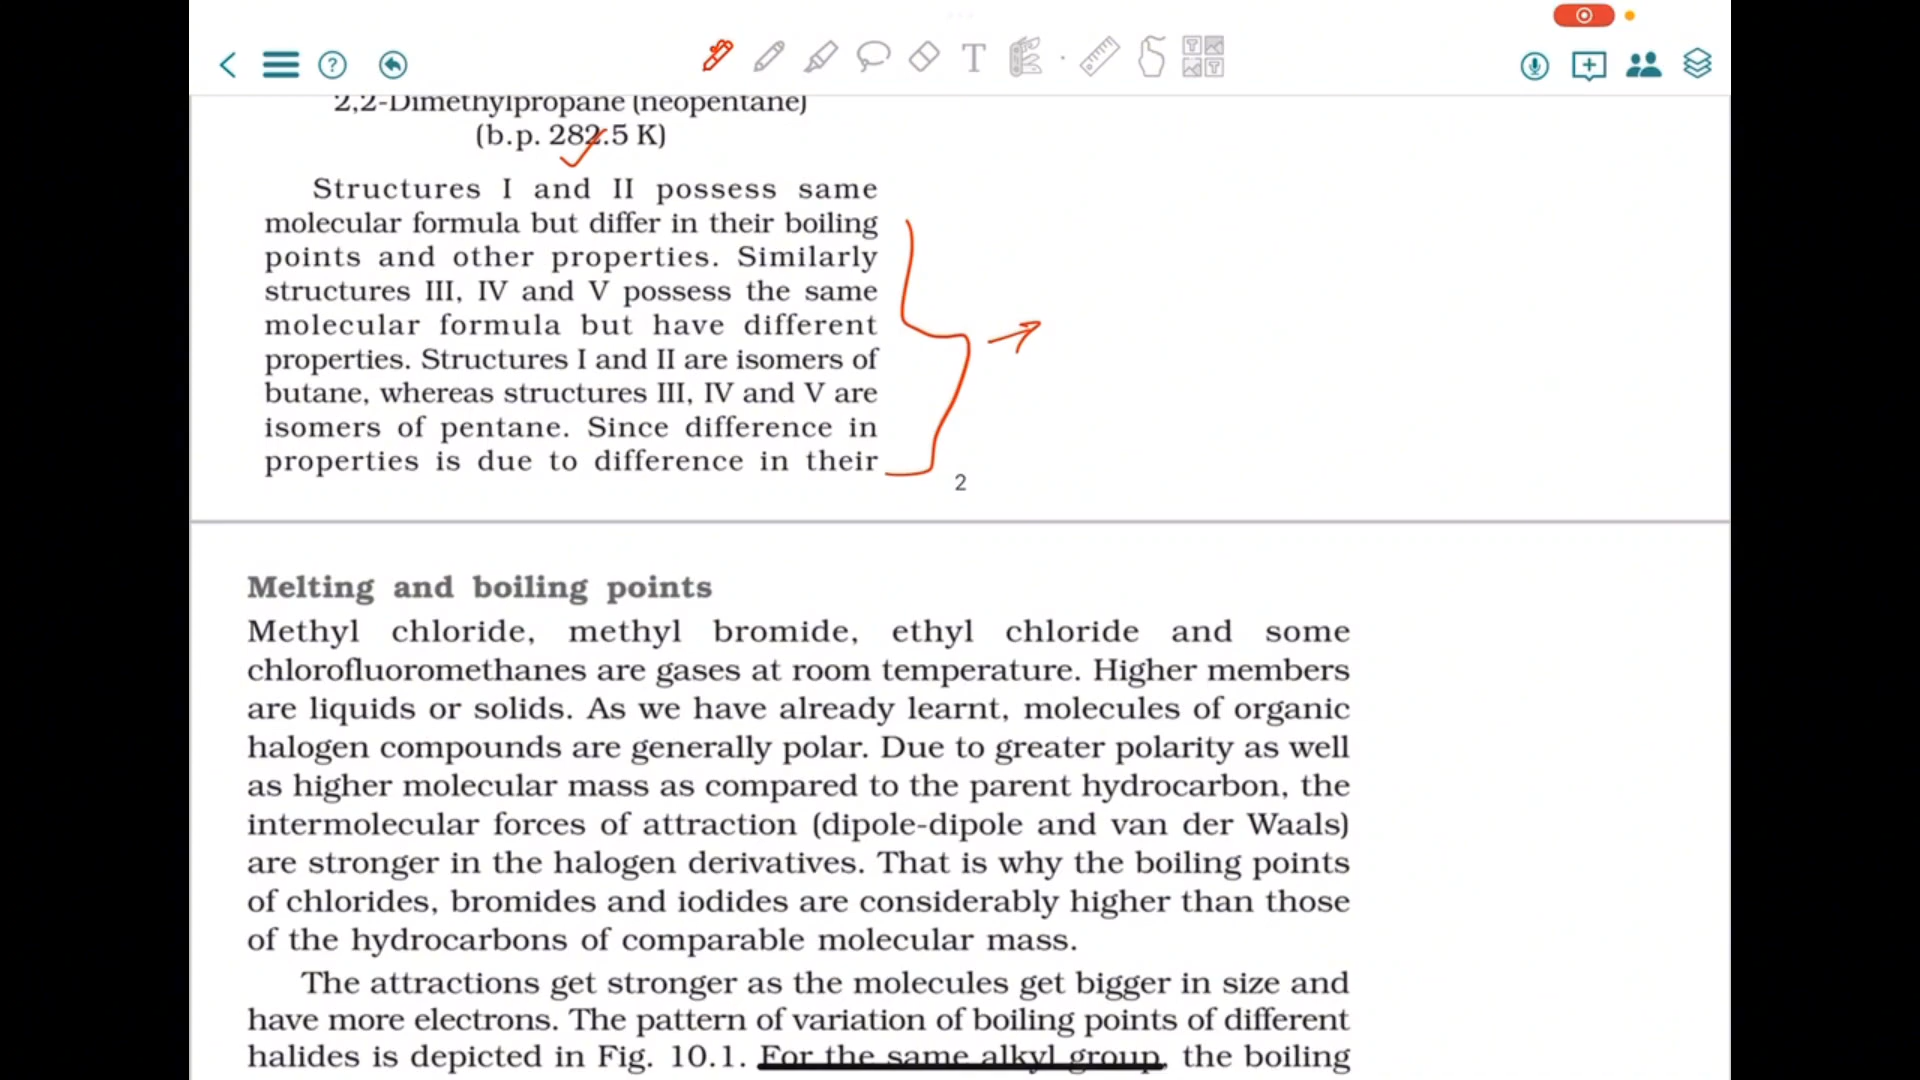 2,2-Dimethylpropane (neopentane)
(b.p. 282.5 K)
Structures I and II possess same
molecular formula but differ in their boiling
points and other properties. Similarly
structures III, IV and V possess the same
molecular formula but have different
properties. Structures I and II are isomers of
butane, whereas structures III, IV and V are
isomers of pentane. Since difference in
properties is due to difference in their
2
Melting and boiling points
Methyl chloride, methyl bromide, ethyl chloride and some
chlorofluoromethanes are gases at room temperature. Higher members
are liquids or solids. As we have already learnt, molecules of organic
halogen compounds are generally polar. Due to greater polarity as well
as higher molecular mass as compared to the parent hydrocarbon, the
intermolecular forces of attraction (dipole-dipole and van der Waals)
are stronger in the halogen derivatives. That is why the boiling points
of chlorides, bromides and iodides are considerably higher than those
of the hydrocarbons of comparable molecular mass.
The attractions get stronger as the molecules get bigger in size and
have more electrons. The pattern of variation of boiling points of different
halides is depicted in Fig. 10.1. For the same alkyl group, the boiling